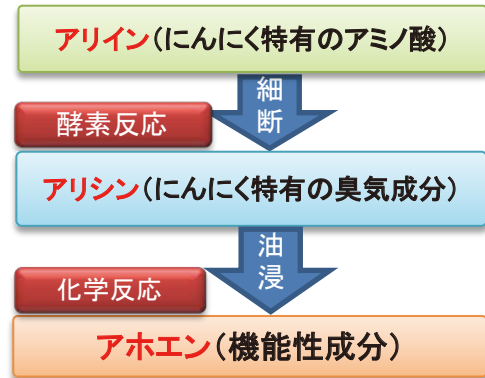 アリイン（にんにく特有のアミノ酸）
細断
酵素反応
アリシン（にんにく特有の臭気成分）
油浸
化学反応
アホエン（機能性成分）